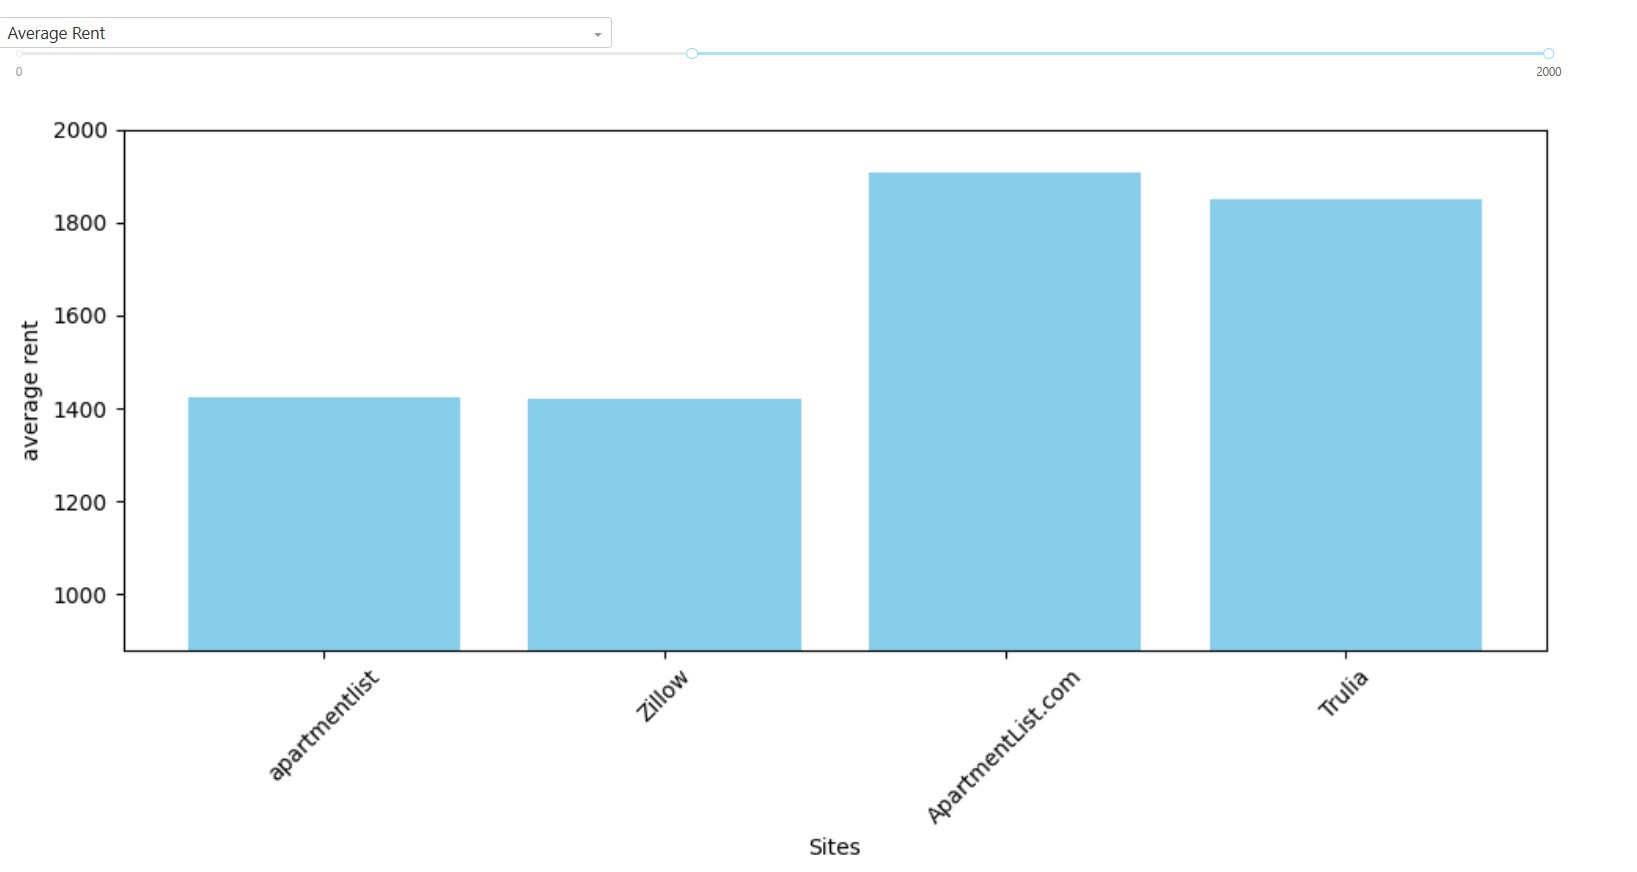 Average Rent
0
2000
2000
1800
1600
1400
1200
1000
average rent
apartmentlist
Zillow
ApartmentList.com
Trulia
Sites